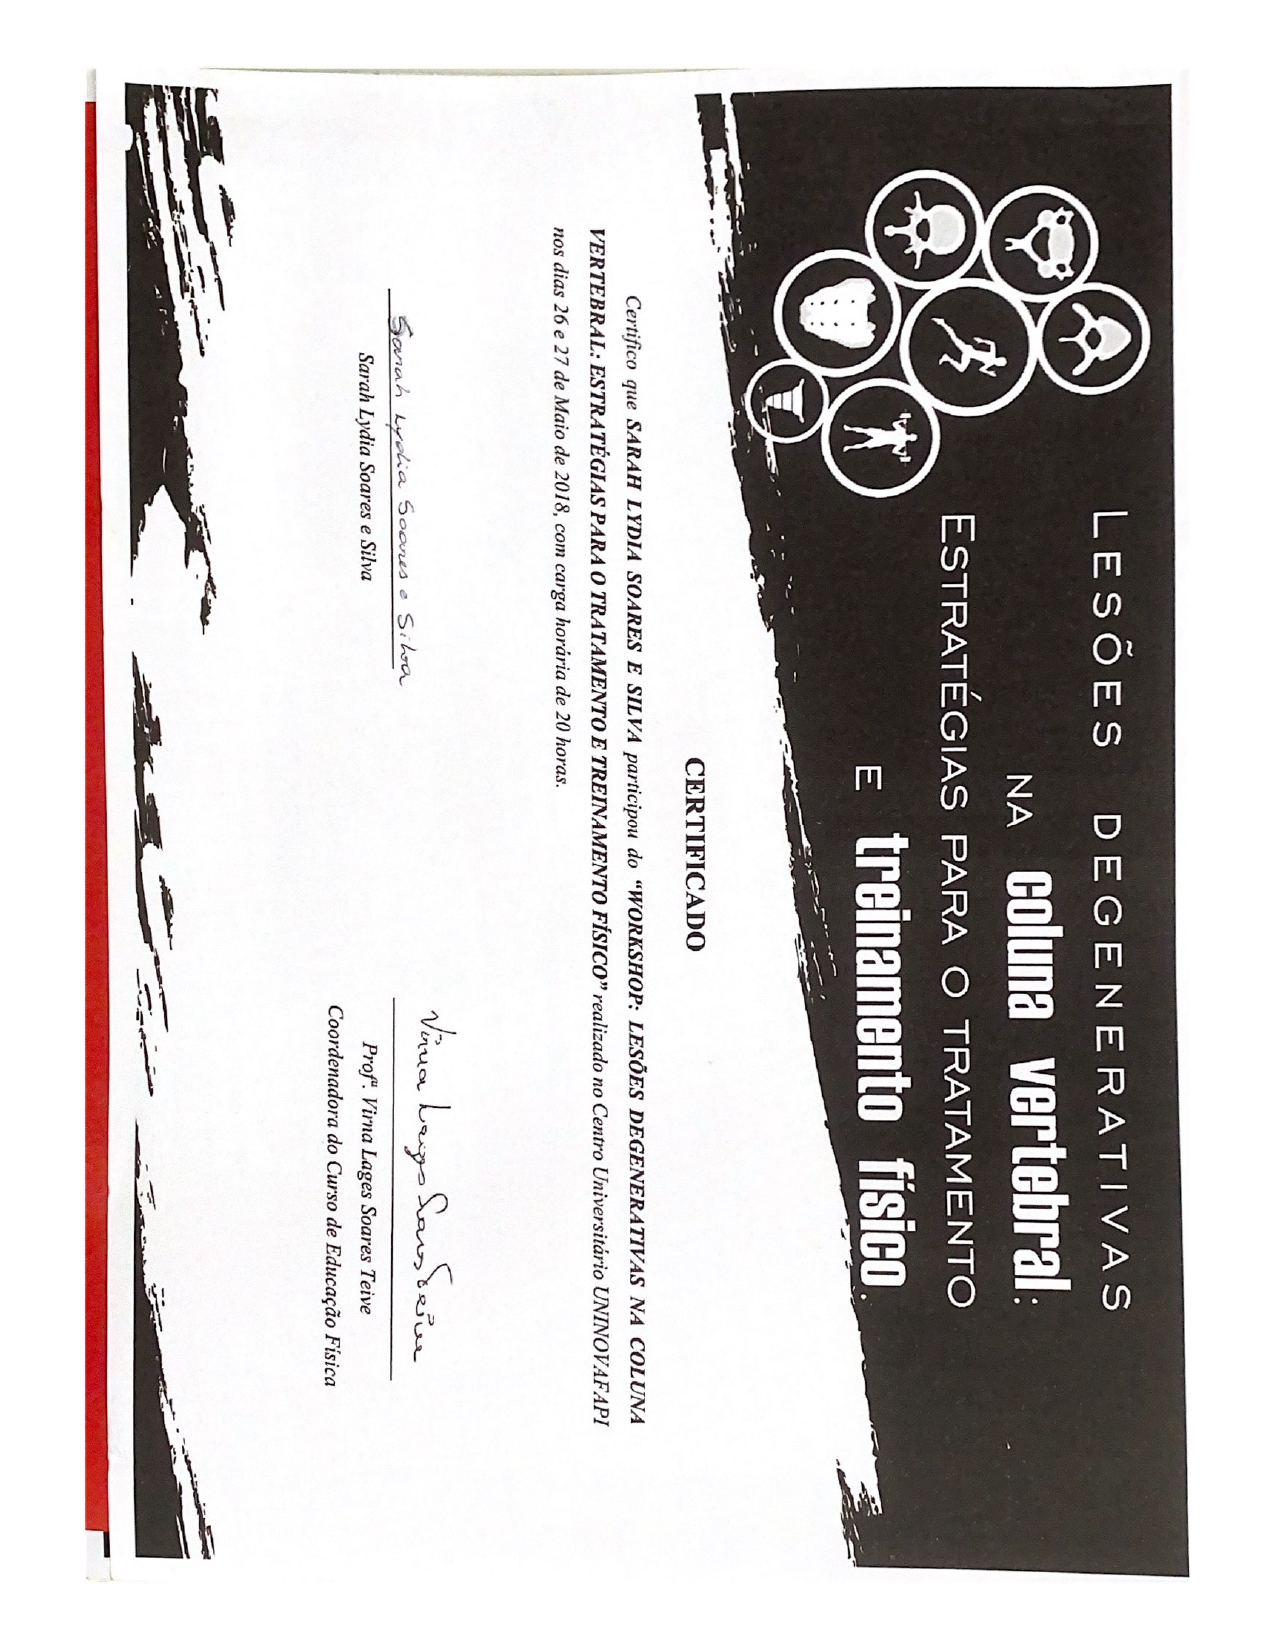 LESÕES DEGENERATIVAS
NA coluna vertebral:
ESTRATÉGIAS PARA O TRATAMENTO
E treinamento físico.
CERTIFICADO
Certifico que SARAH LYDIA SOARES E SILVA participou do “WORKSHOP: LESÕES DEGENERATIVAS NA COLUNA
VERTEBRAL: ESTRATÉGIAS PARA O TRATAMENTO E TREINAMENTO FÍSICO” realizado no Centro Universitário UNINOVAFAPI
nos dias 26 e 27 de Maio de 2018, com carga horária de 20 horas.
Sarah Lydia Soares e Silva
Sarah Lydia Soares e Silva
Virna Lages Soares Teive
Profª. Virna Lages Soares Teive
Coordenadora do Curso de Educação Física